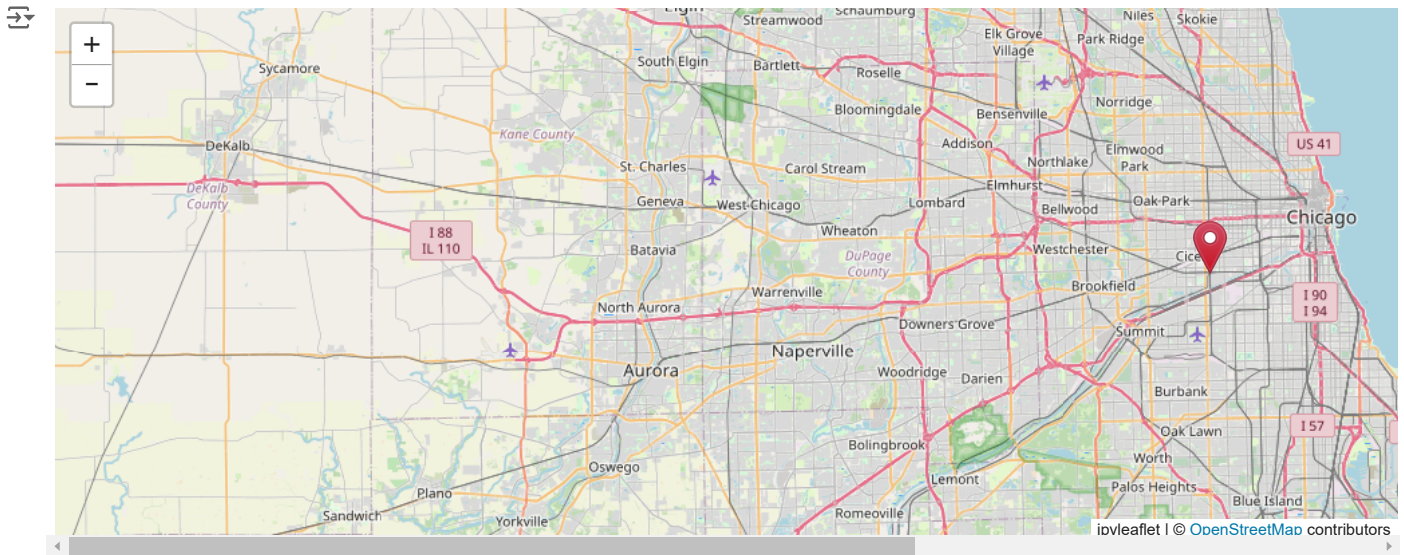 Elgin
Streamwood
Schaumburg
Niles
Skokie
Elk Grove
Village
Park Ridge
+
−
Sycamore
South Elgin
Bartlett
Roselle
Bloomingdale
Bensenville
Norridge
Kane County
DeKalb
Addison
Elmwood
Park
US 41
St. Charles
Carol Stream
Northlake
DeKalb
County
Elmhurst
Geneva
West Chicago
Lombard
Bellwood
Oak Park
Chicago
I 88
IL 110
Batavia
Wheaton
DuPage
County
Westchester
Cice
Brookfield
Warrenville
North Aurora
I 90
I 94
Downers Grove
Summit
Naperville
Aurora
Woodridge
Darien
Burbank
I 57
Oak Lawn
Bolingbrook
Worth
Oswego
Lemont
Palos Heights
Plano
Blue Island
Sandwich
Yorkville
Romeoville
ipyleaflet | © OpenStreetMap contributors